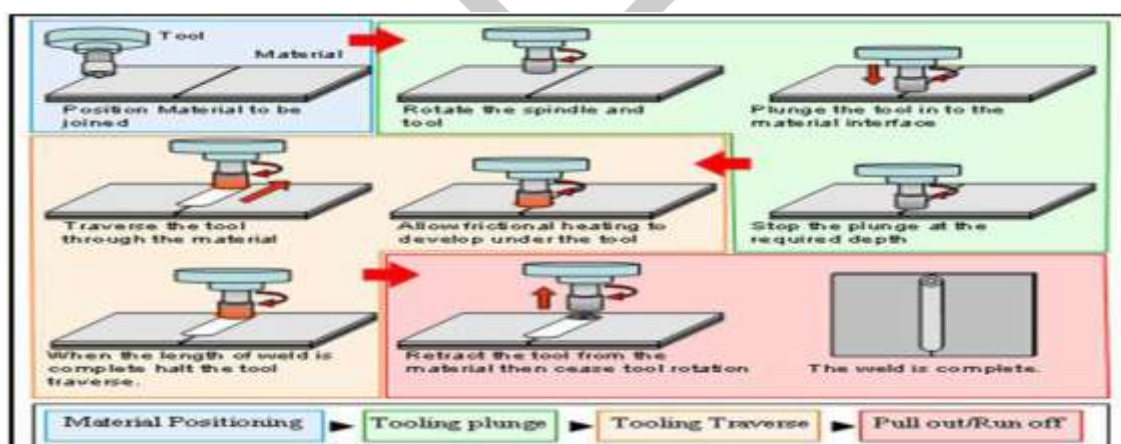 Tool
Material
Position Material to be
joined
Rotate the spindle and
tool
Plunge the tool in to the
material interface
Stop the plunge at the
required depth
Allow frictional heating to
develop under the tool
Traverse the tool
through the material
When the length of weld is
complete halt the tool
traverse.
Retract the tool from the
material then cease tool rotation
The weld is complete.
Material Positioning
Tooling plunge
Tooling Traverse
Pull out/Run off